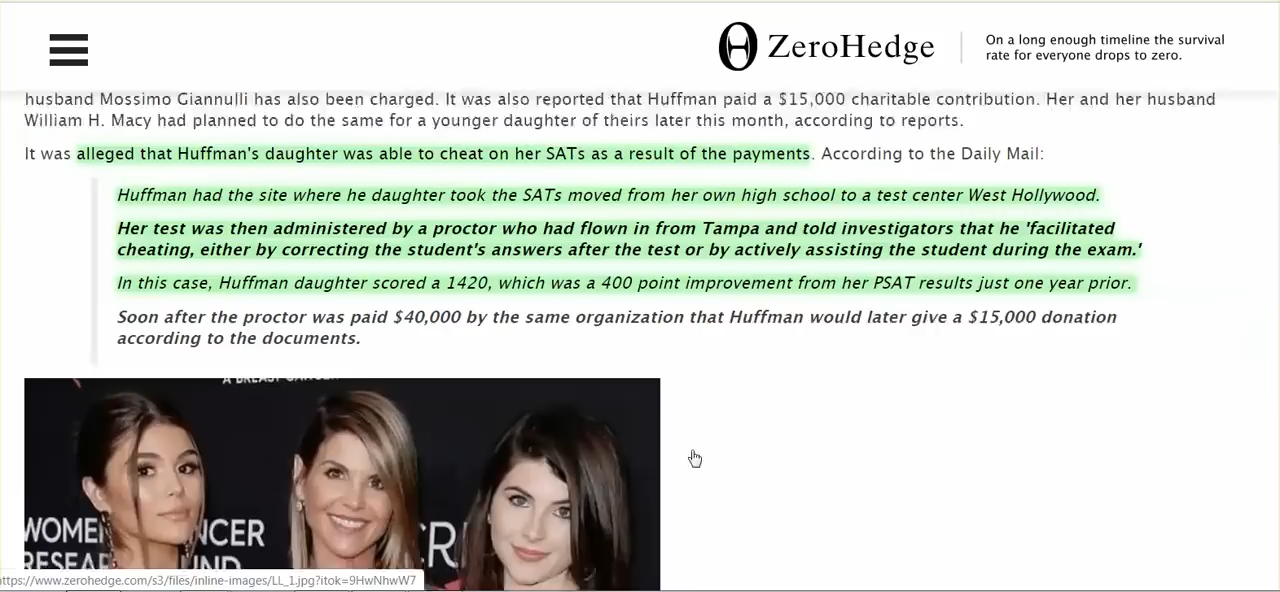 ZeroHedge
On a long enough timeline the survival
rate for everyone drops to zero.
husband Mossimo Giannulli has also been charged. It was also reported that Huffman paid a $15,000 charitable contribution. Her and her husband
William H. Macy had planned to do the same for a younger daughter of theirs later this month, according to reports.
It was alleged that Huffman's daughter was able to cheat on her SATs as a result of the payments. According to the Daily Mail:
Huffman had the site where he daughter took the SATs moved from her own high school to a test center West Hollywood.
Her test was then administered by a proctor who had flown in from Tampa and told investigators that he 'facilitated
cheating, either by correcting the student's answers after the test or by actively assisting the student during the exam.'
In this case, Huffman daughter scored a 1420, which was a 400 point improvement from her PSAT results just one year prior.
Soon after the proctor was paid $40,000 by the same organization that Huffman would later give a $15,000 donation
according to the documents.
A BREAST CANCER
WOMEN NCER
RESEAR UND
CR
https://www.zerohedge.com/s3/files/inline-images/LL_1.jpg?itok=9HwNhwW7